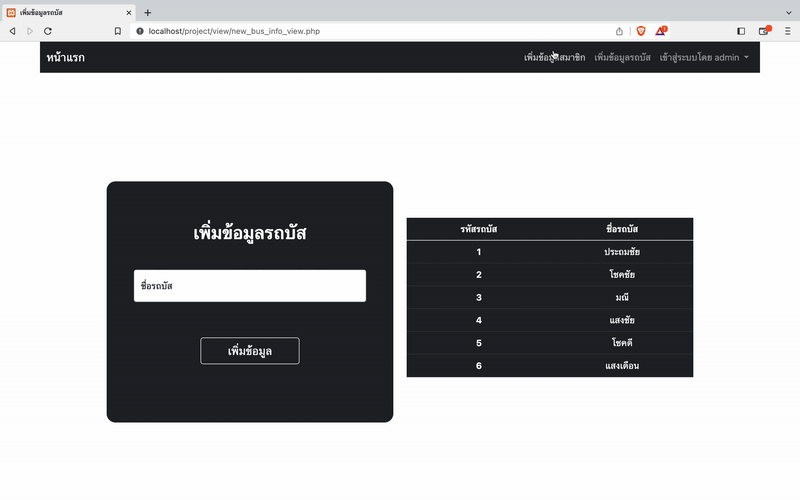 เพิ่มข้อมูลรถบัส
localhost/project/view/new_bus_info_view.php
หน้าแรก เพิ่มข้อมูลสมาชิก เพิ่มข้อมูลรถบัส เข้าสู่ระบบโดย admin
เพิ่มข้อมูลรถบัส
ชื่อรถบัส
เพิ่มข้อมูล
รหัสรถบัส ชื่อรถบัส
1 ประถมชัย
2 โชคชัย
3 มณี
4 แสงชัย
5 โชคดี
6 แสงเดือน